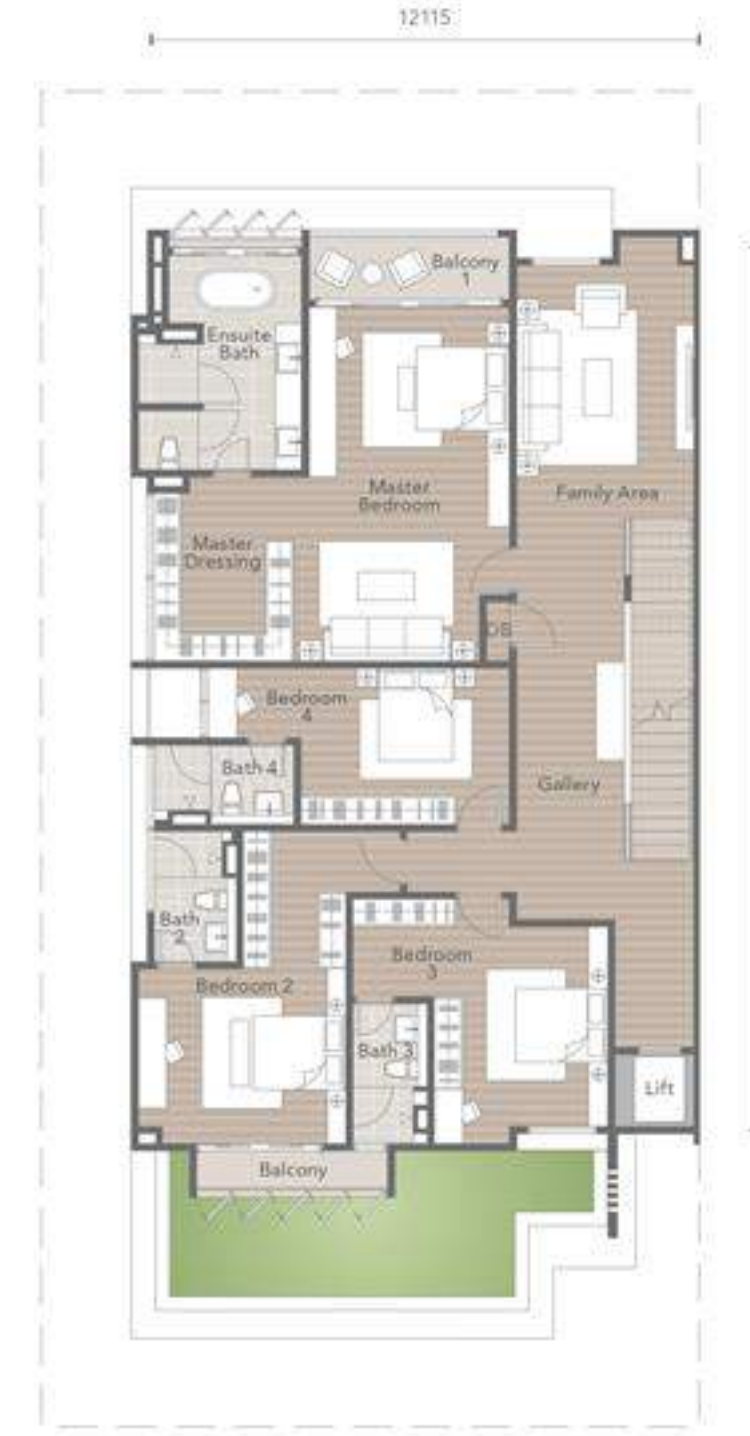 12115
Balcony
1
Ensuite
Bath
Master
Bedroom
Family Area
Master
Dressing
DB
Bedroom
4
Bath 4
Gallery
Bath
2
Bedroom
3
Bedroom 2
Bath 3
Lift
Balcony